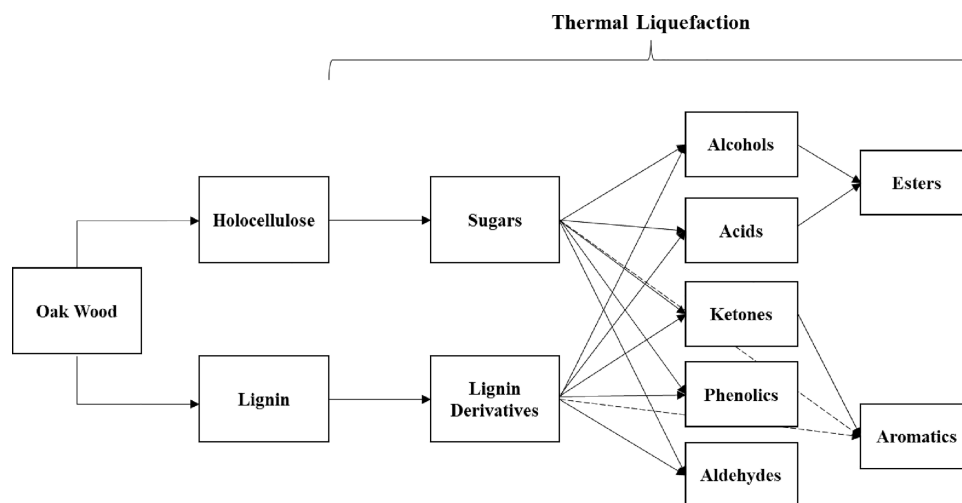 Thermal Liquefaction
Oak Wood
Holocellulose
Lignin
Sugars
Lignin
Derivatives
Alcohols
Acids
Ketones
Phenolics
Aldehydes
Esters
Aromatics